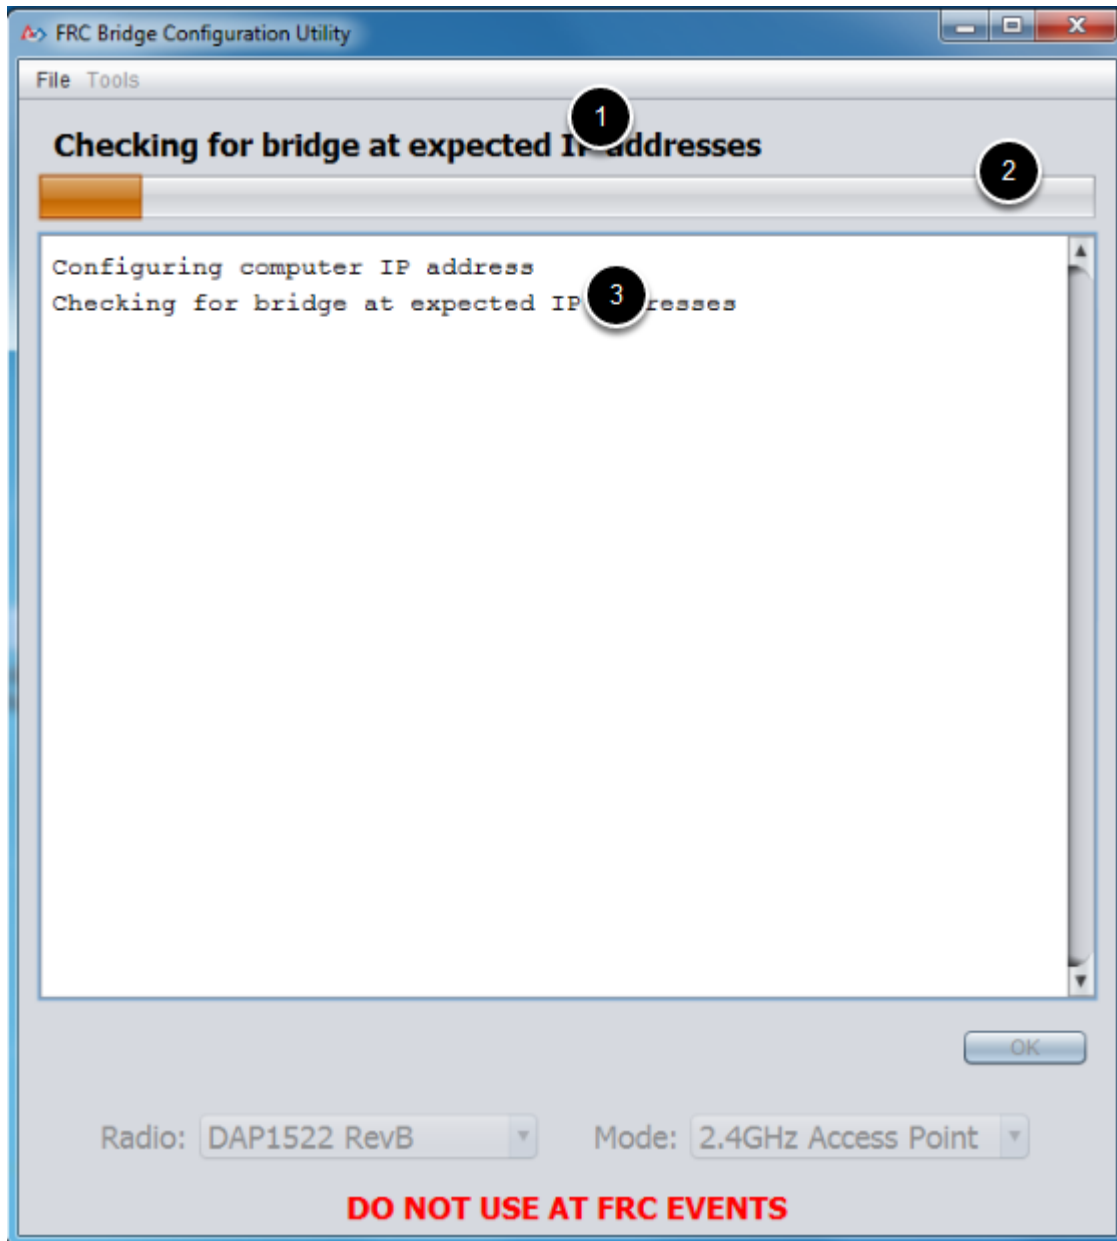 FRC Bridge Configuration Utility
File Tools
1
Checking for bridge at expected IP addresses
2
Configuring computer IP address
3
Checking for bridge at expected IP resses
OK
Radio: DAP1522 RevB Mode: 2.4GHz Access Point
DO NOT USE AT FRC EVENTS